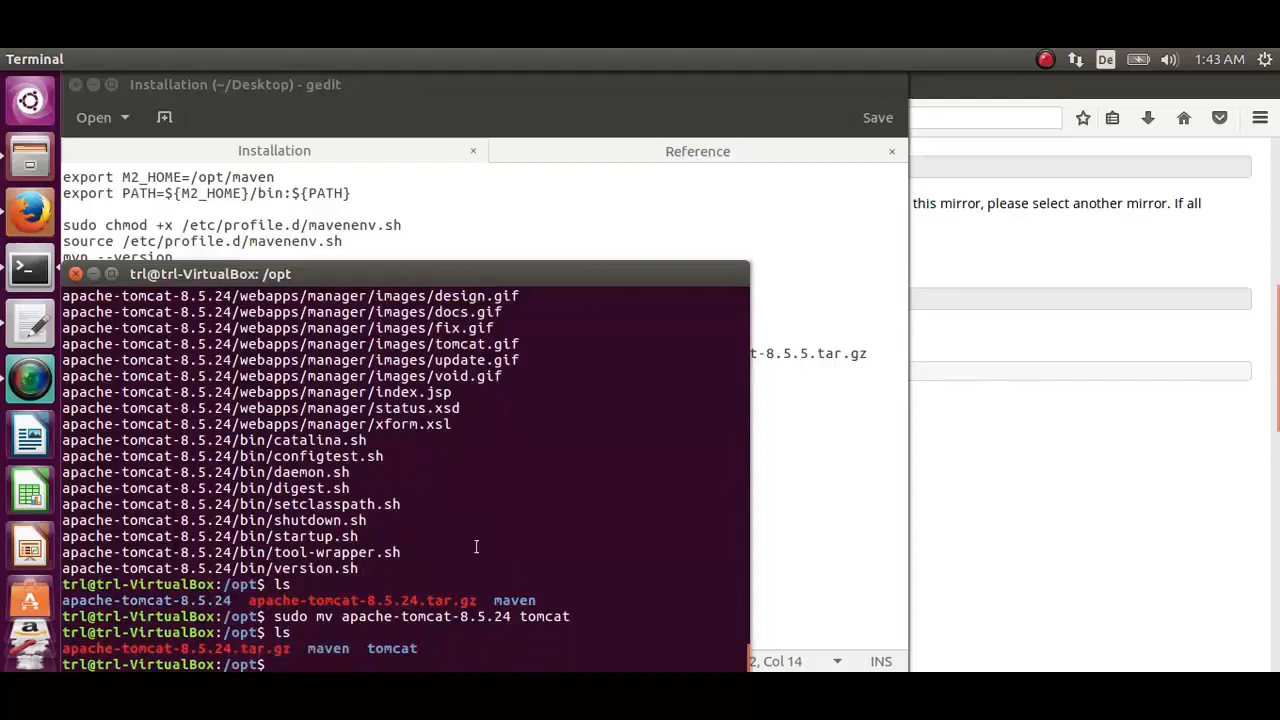 Terminal
De
1:43 AM
Installation (~/Desktop) - gedit
Open
Save
Installation
×
Reference
×
export M2_HOME=/opt/maven
export PATH=${M2_HOME}/bin:${PATH}
sudo chmod +x /etc/profile.d/mavenenv.sh
source /etc/profile.d/mavenenv.sh
mvn --version
this mirror, please select another mirror. If all
t-8.5.5.tar.gz
trl@trl-VirtualBox: /opt
apache-tomcat-8.5.24/webapps/manager/images/design.gif
apache-tomcat-8.5.24/webapps/manager/images/docs.gif
apache-tomcat-8.5.24/webapps/manager/images/fix.gif
apache-tomcat-8.5.24/webapps/manager/images/tomcat.gif
apache-tomcat-8.5.24/webapps/manager/images/update.gif
apache-tomcat-8.5.24/webapps/manager/images/void.gif
apache-tomcat-8.5.24/webapps/manager/index.jsp
apache-tomcat-8.5.24/webapps/manager/status.xsd
apache-tomcat-8.5.24/webapps/manager/xform.xsl
apache-tomcat-8.5.24/bin/catalina.sh
apache-tomcat-8.5.24/bin/configtest.sh
apache-tomcat-8.5.24/bin/daemon.sh
apache-tomcat-8.5.24/bin/digest.sh
apache-tomcat-8.5.24/bin/setclasspath.sh
apache-tomcat-8.5.24/bin/shutdown.sh
apache-tomcat-8.5.24/bin/startup.sh
apache-tomcat-8.5.24/bin/tool-wrapper.sh
apache-tomcat-8.5.24/bin/version.sh
trl@trl-VirtualBox:/opt$ ls
apache-tomcat-8.5.24  apache-tomcat-8.5.24.tar.gz  maven
trl@trl-VirtualBox:/opt$ sudo mv apache-tomcat-8.5.24 tomcat
trl@trl-VirtualBox:/opt$ ls
apache-tomcat-8.5.24.tar.gz  maven  tomcat
trl@trl-VirtualBox:/opt$
2, Col 14
INS